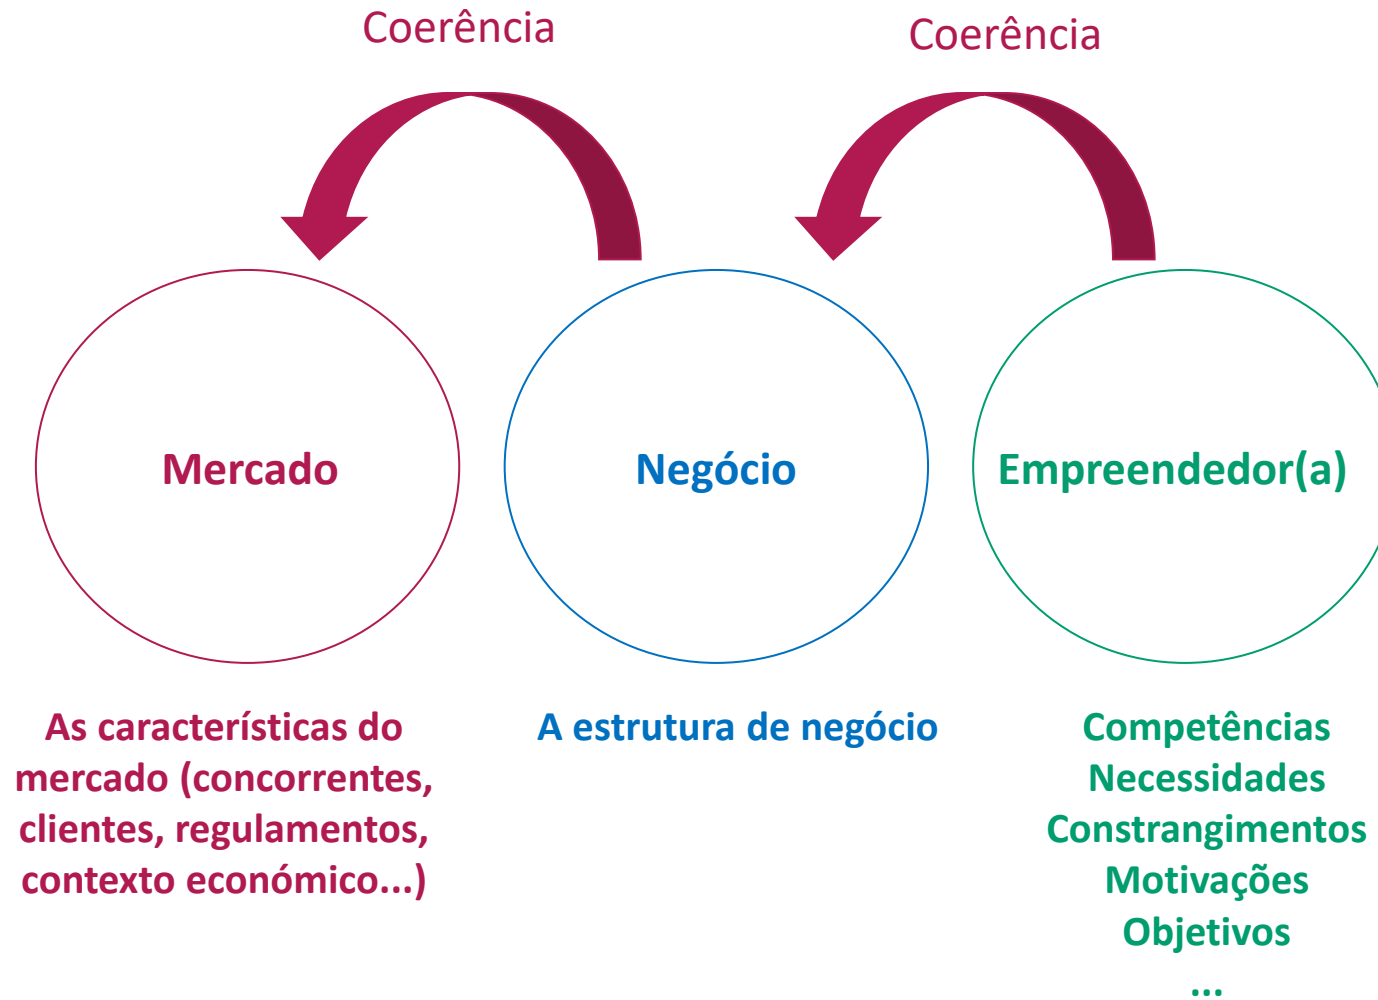 Coerência
Coerência
Mercado
Negócio
Empreendedor(a)
As características do
mercado (concorrentes,
clientes, regulamentos,
contexto económico...)
A estrutura de negócio
Competências
Necessidades
Constrangimentos
Motivações
Objetivos
...